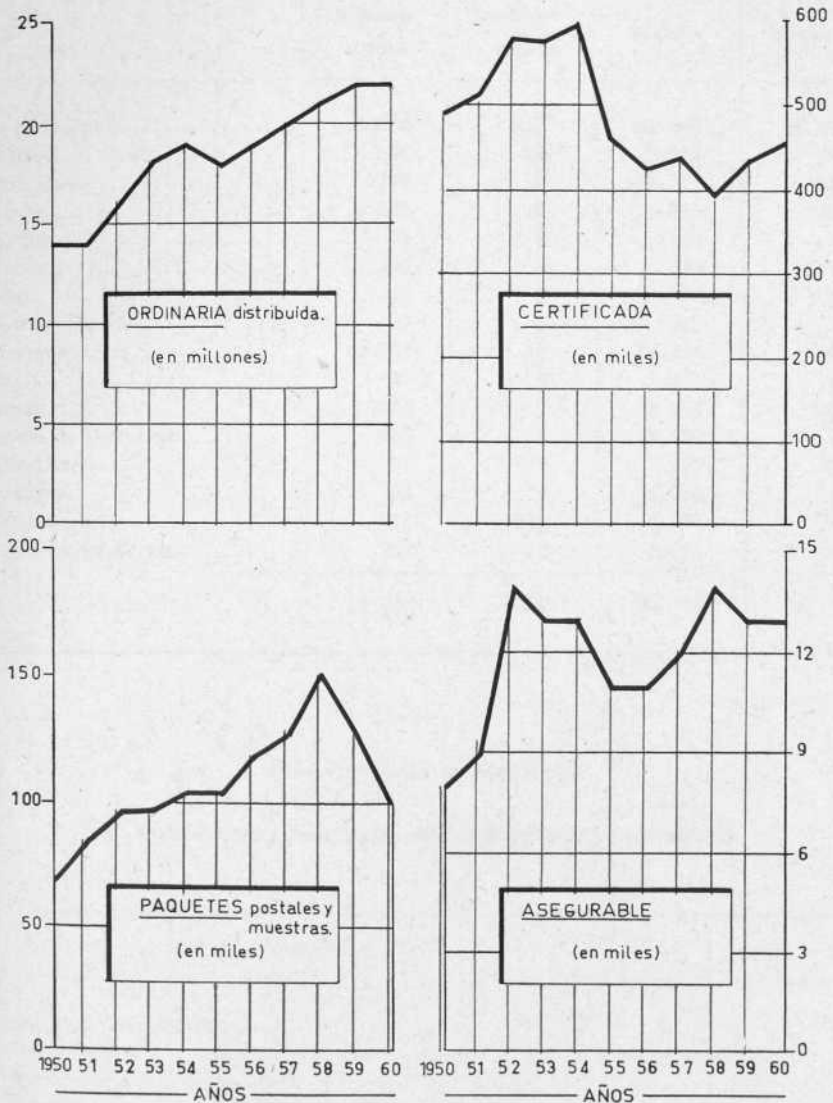 25
20
15
10
5
0
ORDINARIA distribuída.
(en millones)
600
500
400
300
200
100
0
CERTIFICADA
(en miles)
200
150
100
50
0
PAQUETES postales y
muestras.
(en miles)
1950 51 52 53 54 55 56 57 58 59 60
AÑOS
15
12
9
6
3
0
ASEGURABLE
(en miles)
1950 51 52 53 54 55 56 57 58 59 60
AÑOS